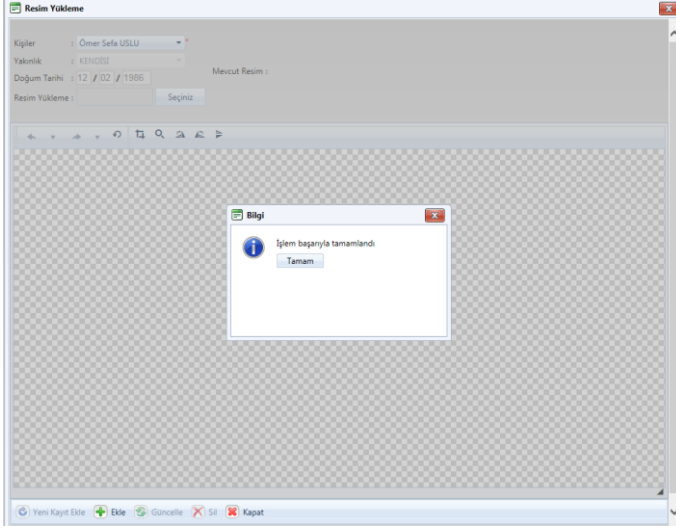 Resim Yükleme
Kişiler : Ömer Sefa USLU *
Yakınlık : KENDİSİ
Doğum Tarihi : 12 / 02 / 1986
Mevcut Resim :
Resim Yükleme : Seçiniz
Bilgi
İşlem başarıyla tamamlandı
Tamam
Yeni Kayıt Ekle Ekle Güncelle Sil Kapat